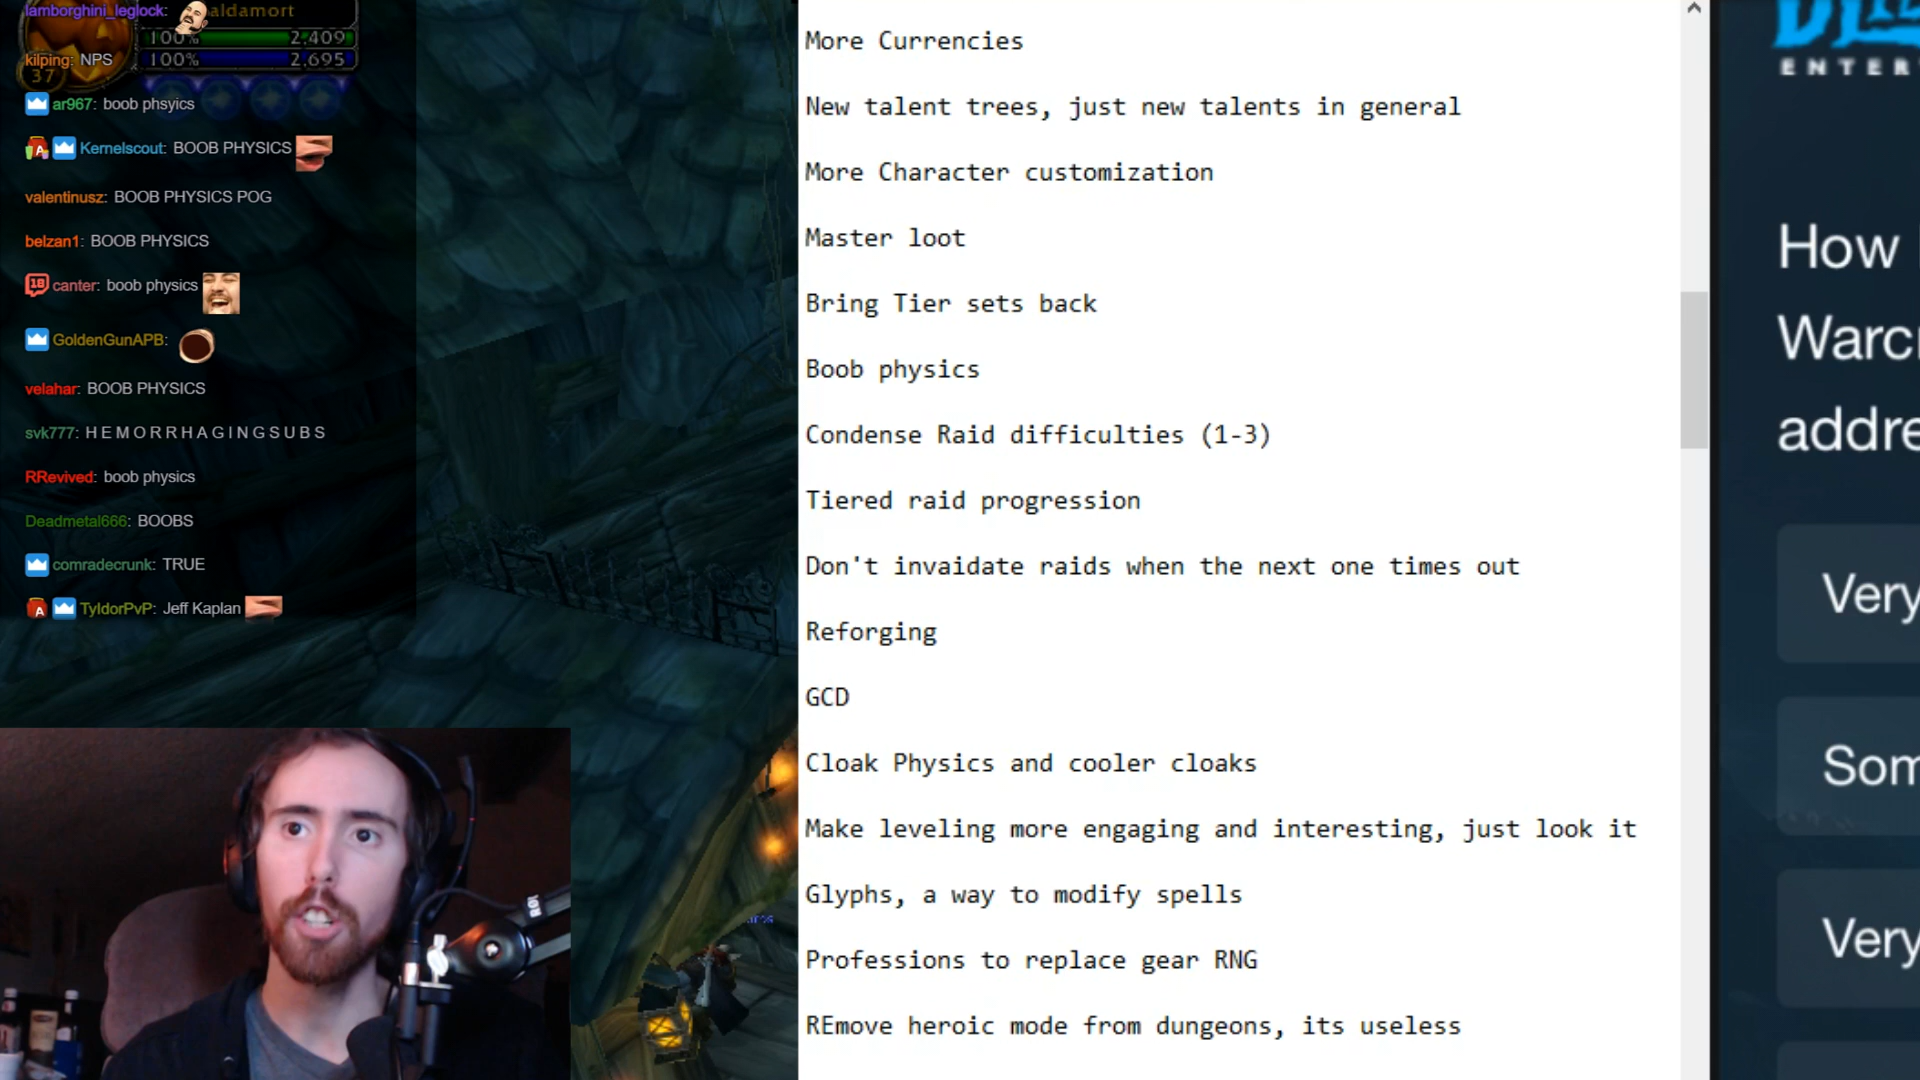 lamborghini_leglock:
aldamort
100% 2,409
100% 2,695
37
kilping: NPS
ar967: boob phsyics
Kernelscout: BOOB PHYSICS
valentinusz: BOOB PHYSICS POG
belzan1: BOOB PHYSICS
18 canter: boob physics
GoldenGunAPB:
velahar: BOOB PHYSICS
svk777: H E M O R R H A G I N G S U B S
RRevived: boob physics
Deadmetal666: BOOBS
comradecrunk: TRUE
TyldorPvP: Jeff Kaplan
More Currencies
New talent trees, just new talents in general
More Character customization
Master loot
Bring Tier sets back
Boob physics
Condense Raid difficulties (1-3)
Tiered raid progression
Don't invaidate raids when the next one times out
Reforging
GCD
Cloak Physics and cooler cloaks
Make leveling more engaging and interesting, just look it
Glyphs, a way to modify spells
Professions to replace gear RNG
REmove heroic mode from dungeons, its useless
ENTER
How
Warc
addre
Very
Som
Very